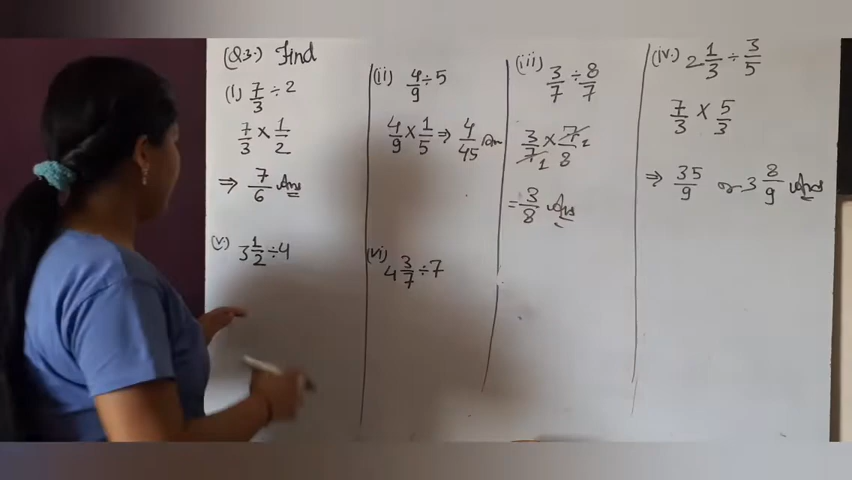 (Q.3.) Find
(i) 7/3 ÷ 2
7/3 × 1/2
⇒ 7/6 Ans
(ii) 4/9 ÷ 5
4/9 × 1/5 ⇒ 4/45 Ans
(iii) 3/7 ÷ 8/7
3/7 1 × 7/8 1
= 3/8 Ans
(iv.) 2 1/3 ÷ 3/5
7/3 × 5/3
⇒ 35/9 or 3 8/9 Ans
(v.) 3 1/2 ÷ 4
(vi) 4 3/7 ÷ 7